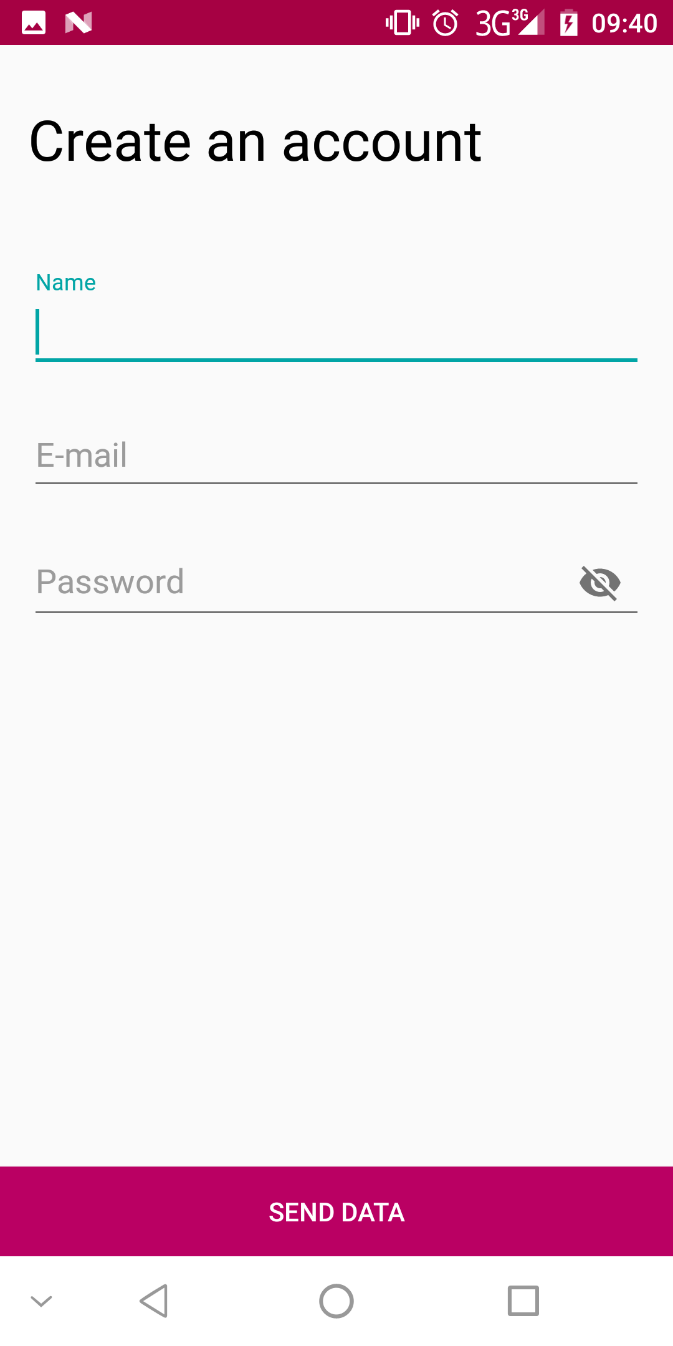 3G 3G 09:40
Create an account
Name
E-mail
Password
SEND DATA